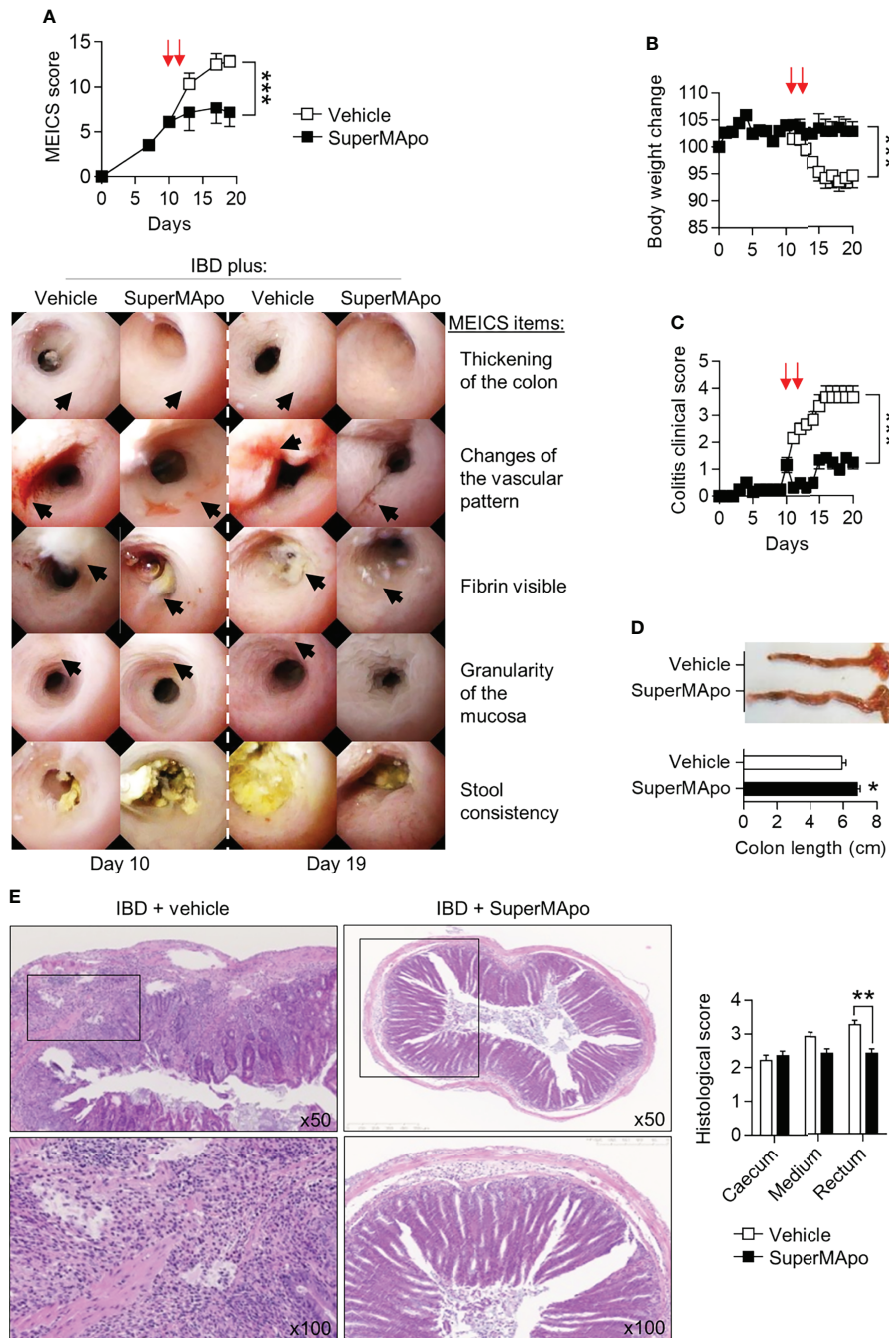 A
MEICS score
15
10
5
0
0
5
10
15
20
Days
***
Vehicle
SuperMApo
B
Body weight change
110
105
100
95
90
85
0
5
10
15
20
***
IBD plus:
Vehicle
SuperMApo
Vehicle
SuperMApo
MEICS items:
Thickening
of the colon
Changes of
the vascular
pattern
Fibrin visible
Granularity
of the
mucosa
Stool
consistency
Day 10
Day 19
C
Colitis clinical score
5
4
3
2
1
0
0
5
10
15
20
Days
***
D
Vehicle
SuperMApo
Vehicle
SuperMApo
*
0
2
4
6
8
Colon length (cm)
E
IBD + vehicle
IBD + SuperMApo
x50
x50
x100
x100
Histological score
4
3
2
1
0
**
Caecum
Medium
Rectum
Vehicle
SuperMApo